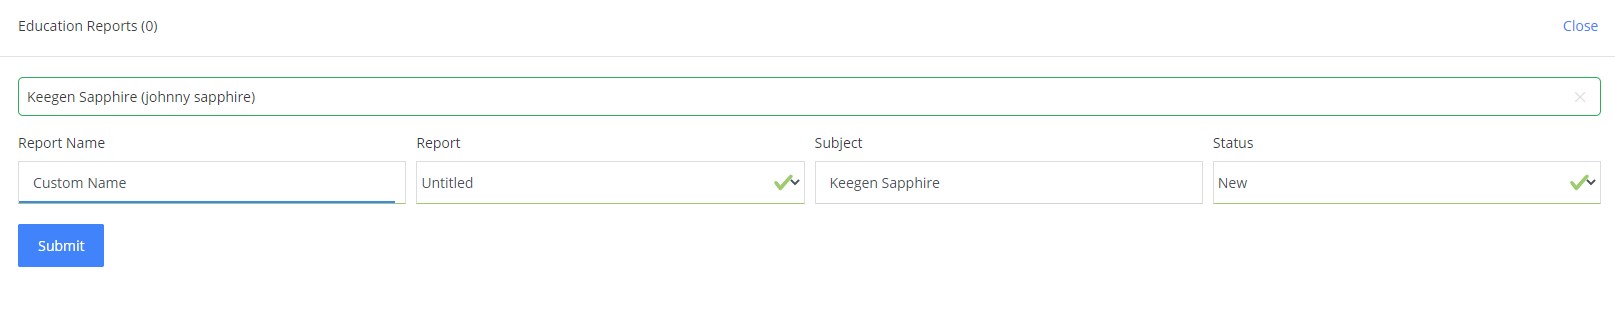 Education Reports (0)
Close
Keegen Sapphire (johnny sapphire)
Report Name
Report
Subject
Status
Custom Name
Untitled
Keegen Sapphire
New
Submit